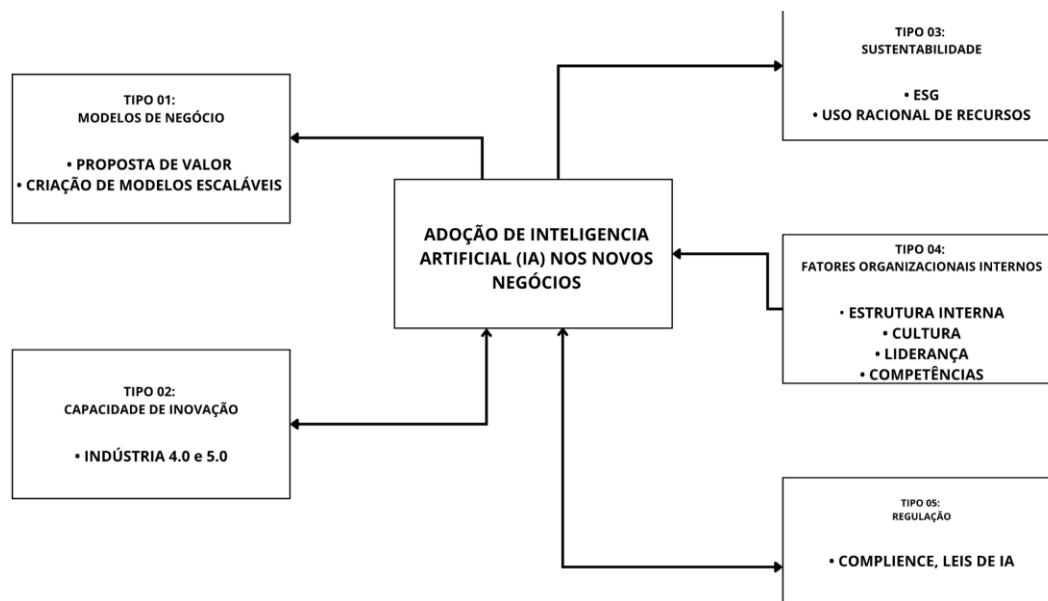 TIPO 01:
MODELOS DE NEGÓCIO
• PROPOSTA DE VALOR
• CRIAÇÃO DE MODELOS ESCALÁVEIS
TIPO 02:
CAPACIDADE DE INOVAÇÃO
• INDÚSTRIA 4.0 e 5.0
ADOÇÃO DE INTELIGENCIA
ARTIFICIAL (IA) NOS NOVOS
NEGÓCIOS
TIPO 03:
SUSTENTABILIDADE
• ESG
• USO RACIONAL DE RECURSOS
TIPO 04:
FATORES ORGANIZACIONAIS INTERNOS
• ESTRUTURA INTERNA
• CULTURA
• LIDERANÇA
• COMPETÊNCIAS
TIPO 05:
REGULAÇÃO
• COMPLIENCE, LEIS DE IA